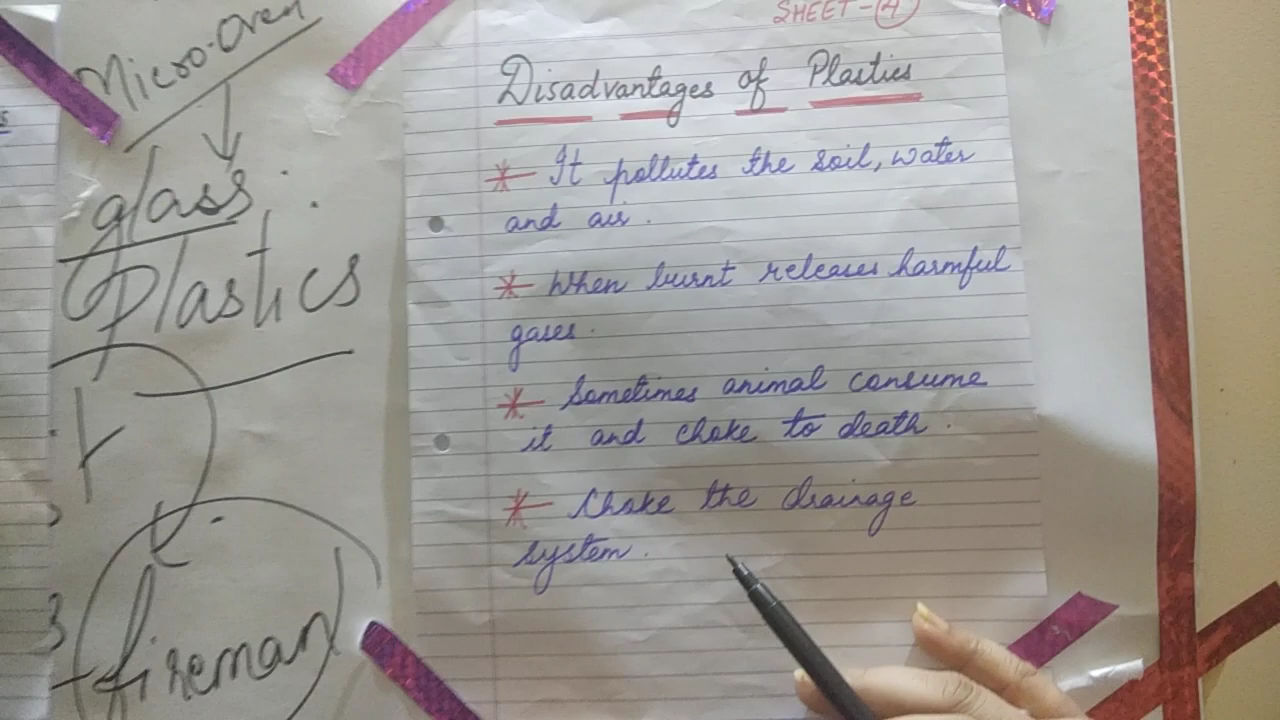 Micro-Oven
glass
Plastics
fireman
SHEET-4
Disadvantages of Plastics
* It pollutes the soil, water
and air.
* When burnt releases harmful
gases.
* Sometimes animal consume
it and choke to death.
* Choke the drainage
system.